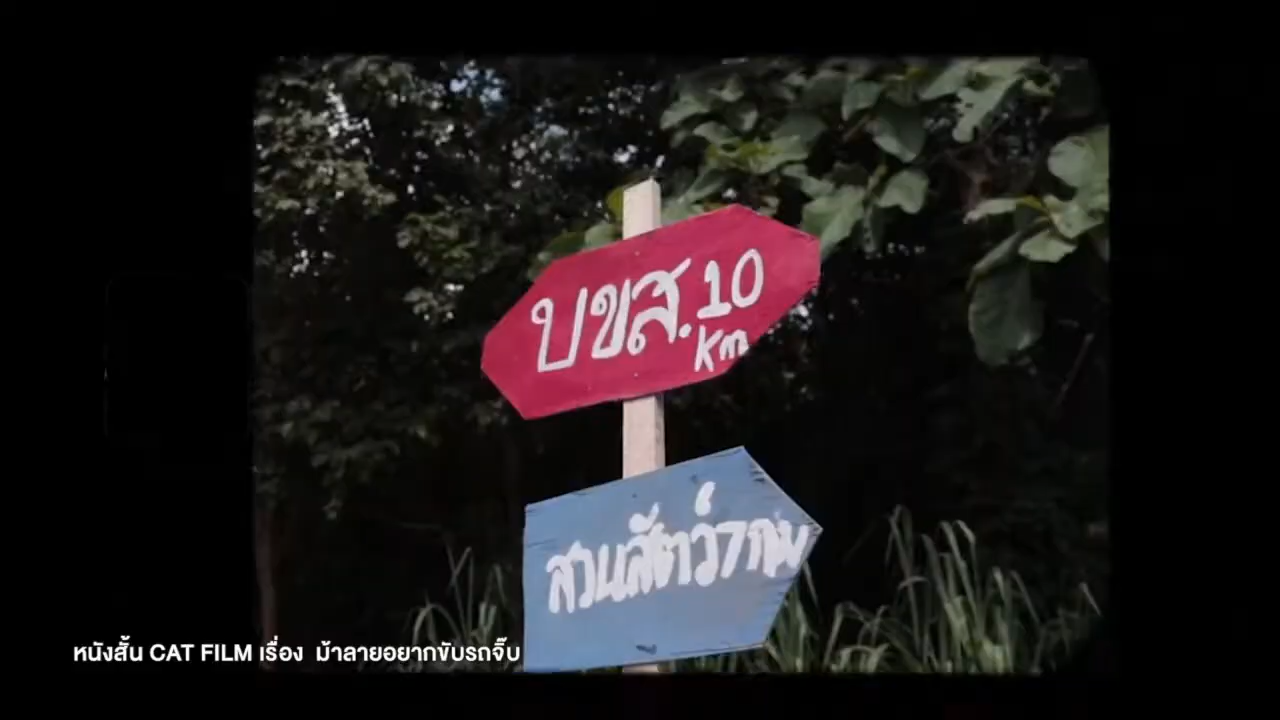 บขส. 10
Km
สวนสัตว์ 7 กม
หนังสั้น CAT FILM เรื่อง ม้าลายอยากขับรถจิ๊บ